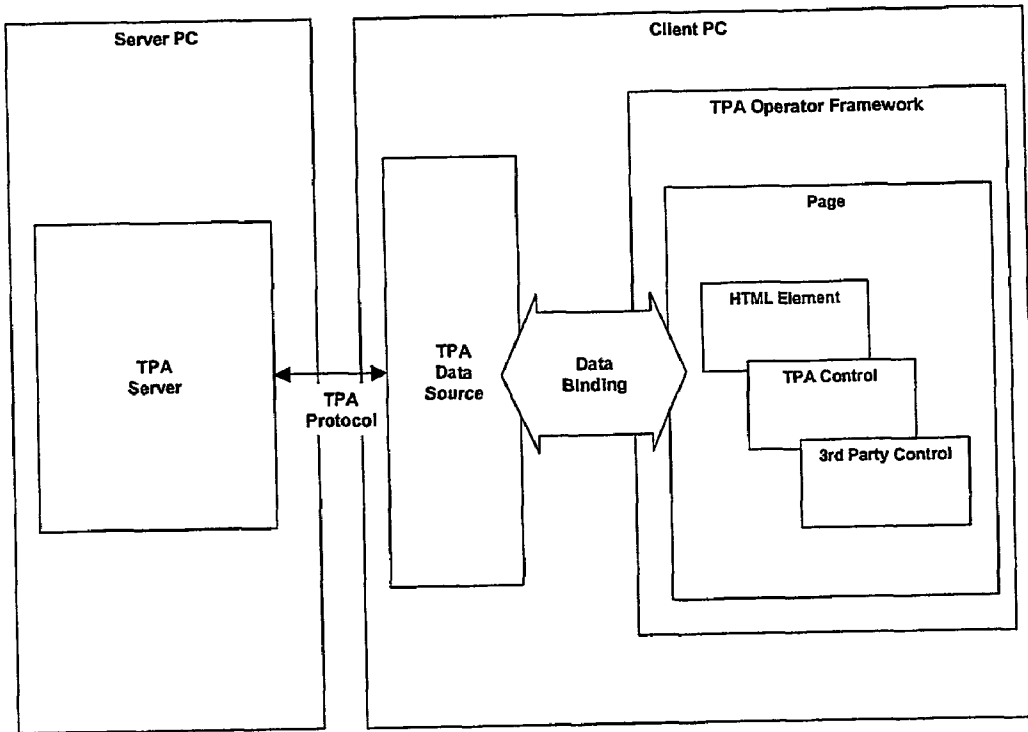 Server PC
Client PC
TPA Operator Framework
Page
HTML Element
TPA Control
3rd Party Control
TPA
Server
TPA
Protocol
TPA
Data
Source
Data
Binding